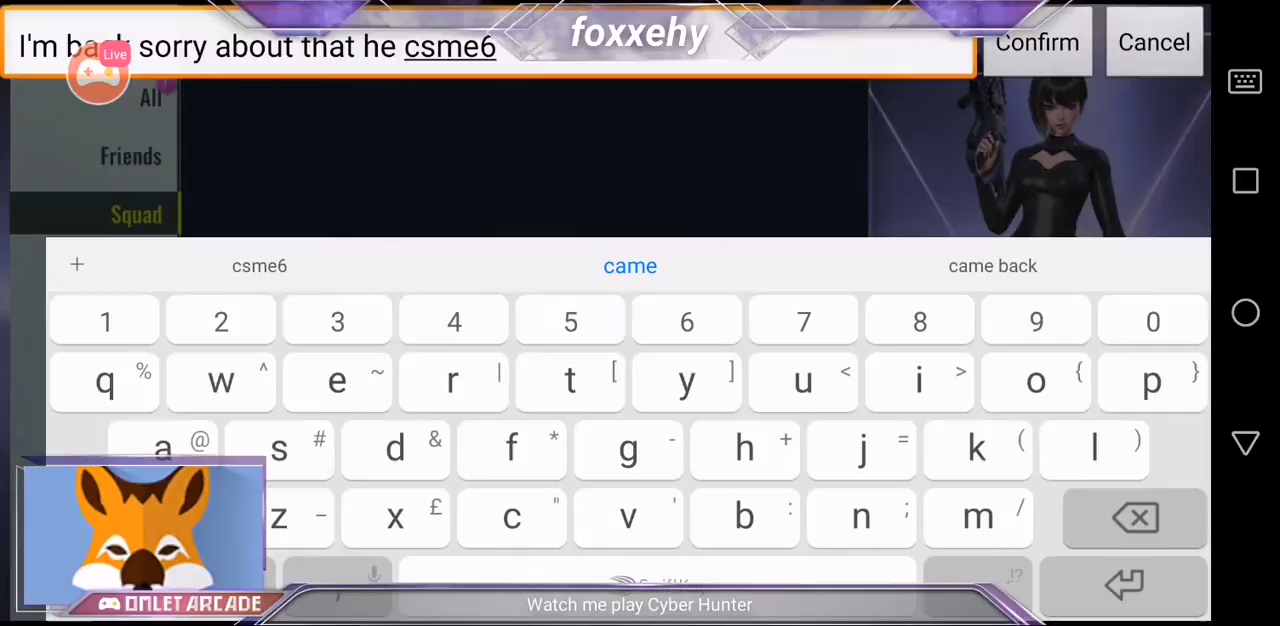 foxxehy
I'm back sorry about that he csme6
Confirm
Cancel
Live
All
Friends
Squad
+ csme6 came came back
1 2 3 4 5 6 7 8 9 0
q % w ^ e ~ r | t [ y ] u < i > o { p }
a @ s # d & f * g - h + j = k ( l )
z _ x £ c " v ' b : n ; m /
, ,!?
OMLET ARCADE
Watch me play Cyber Hunter